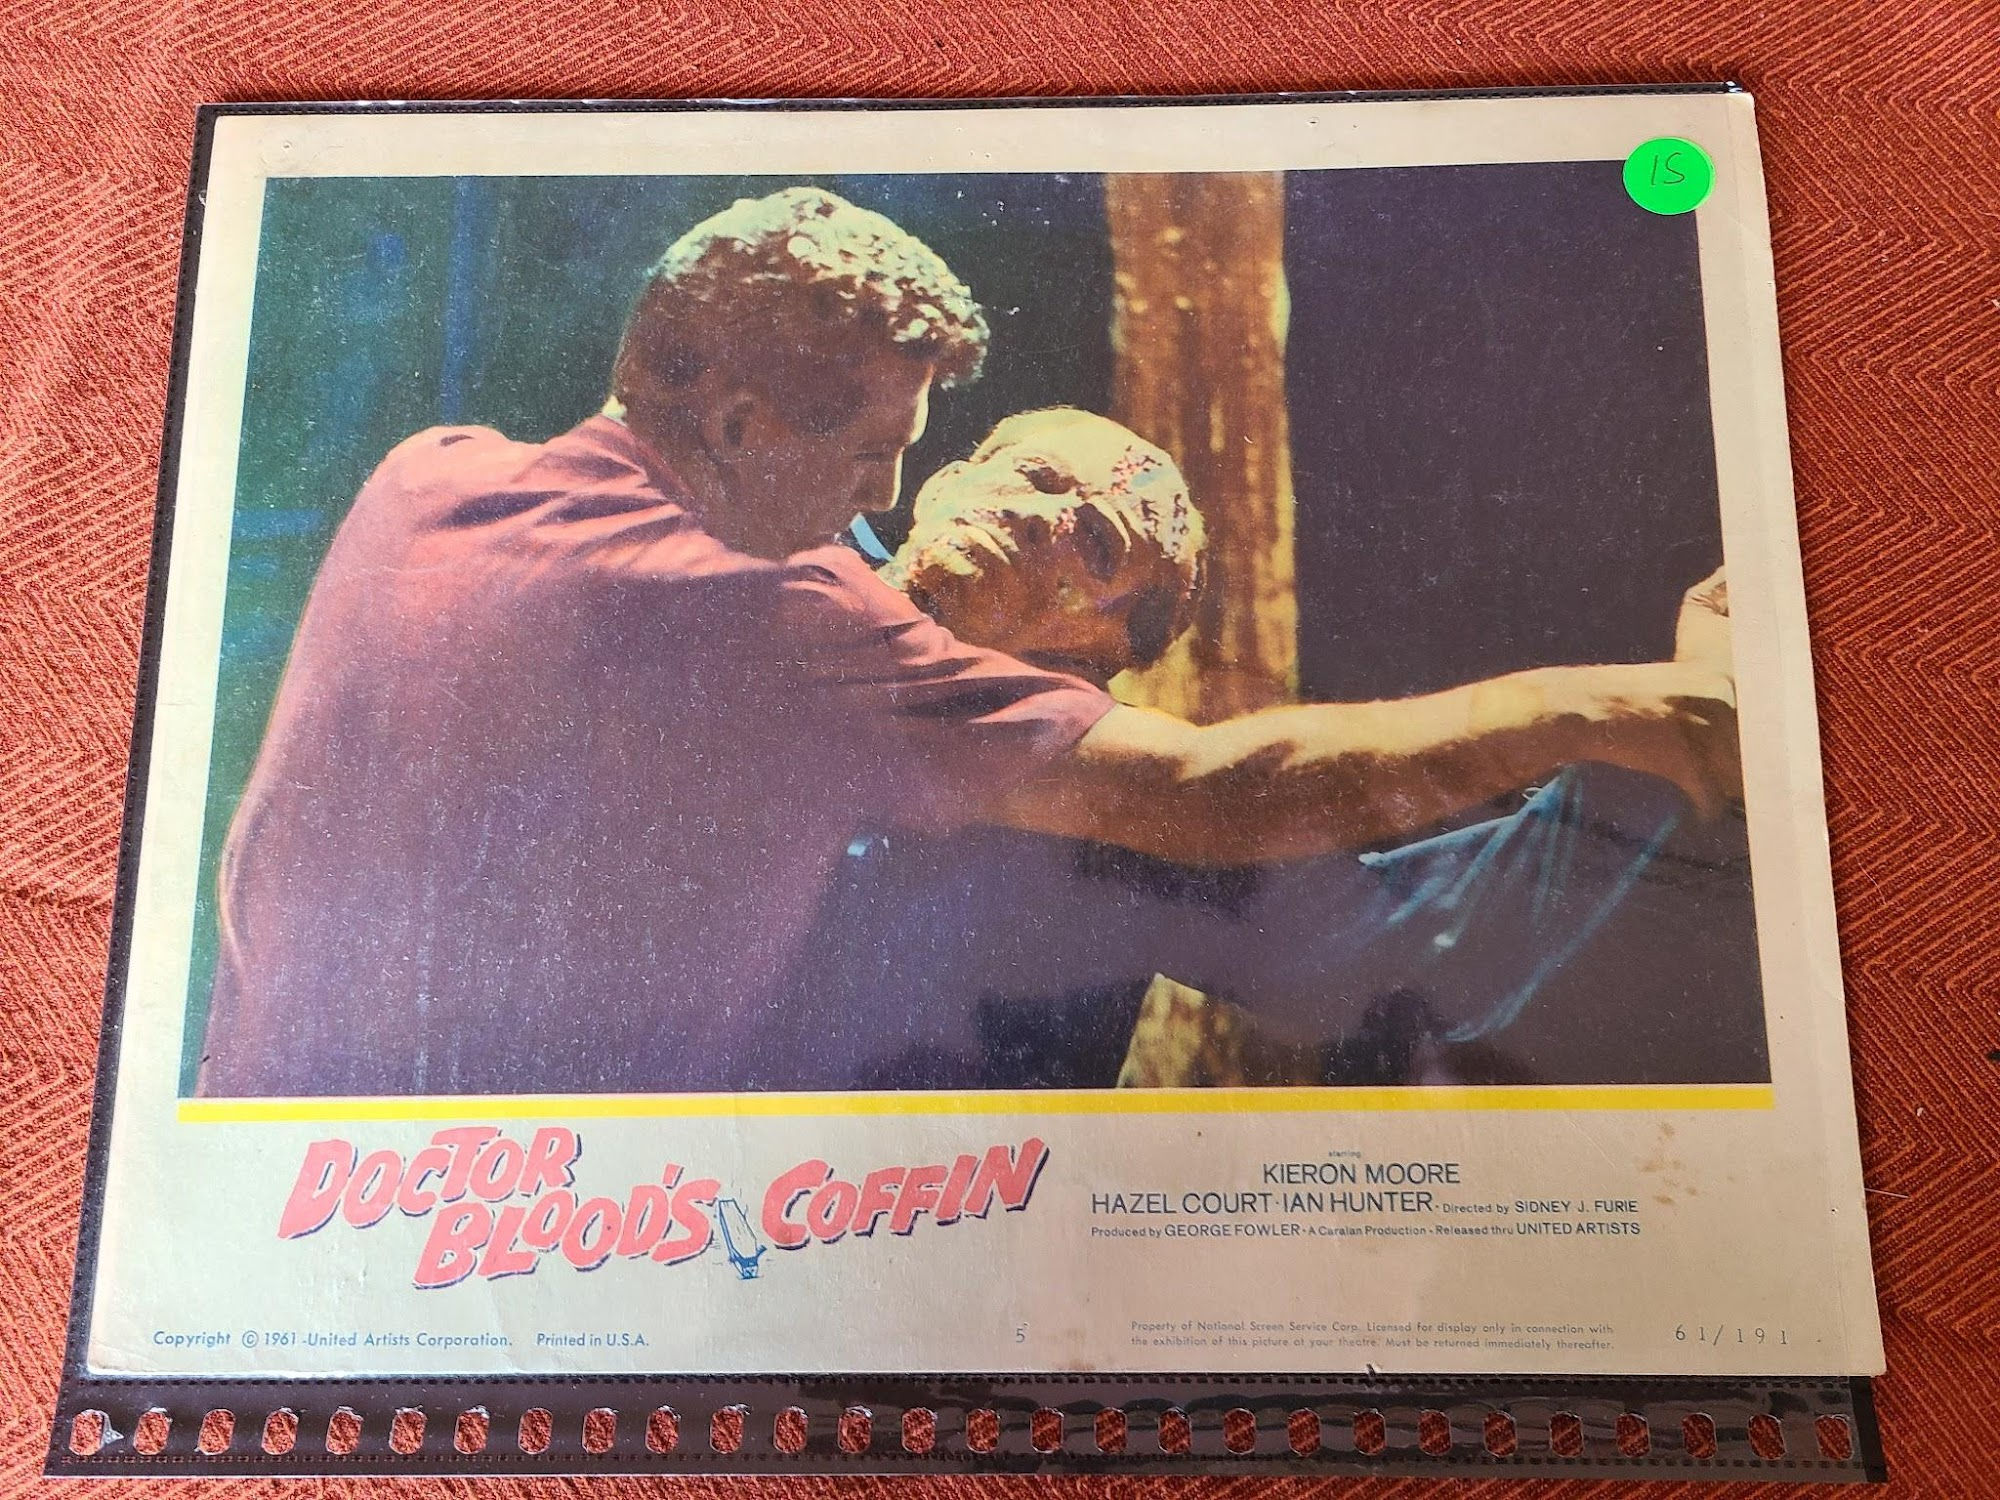 15
DOCTOR
BLOOD'S COFFIN
starring
KIERON MOORE
HAZEL COURT · IAN HUNTER · Directed by SIDNEY J. FURIE
Produced by GEORGE FOWLER · A Caralan Production · Released thru UNITED ARTISTS
Copyright © 1961 - United Artists Corporation. Printed in U.S.A.
5
Property of National Screen Service Corp. Licensed for display only in connection with
the exhibition of this picture at your theatre. Must be returned immediately thereafter.
61/191